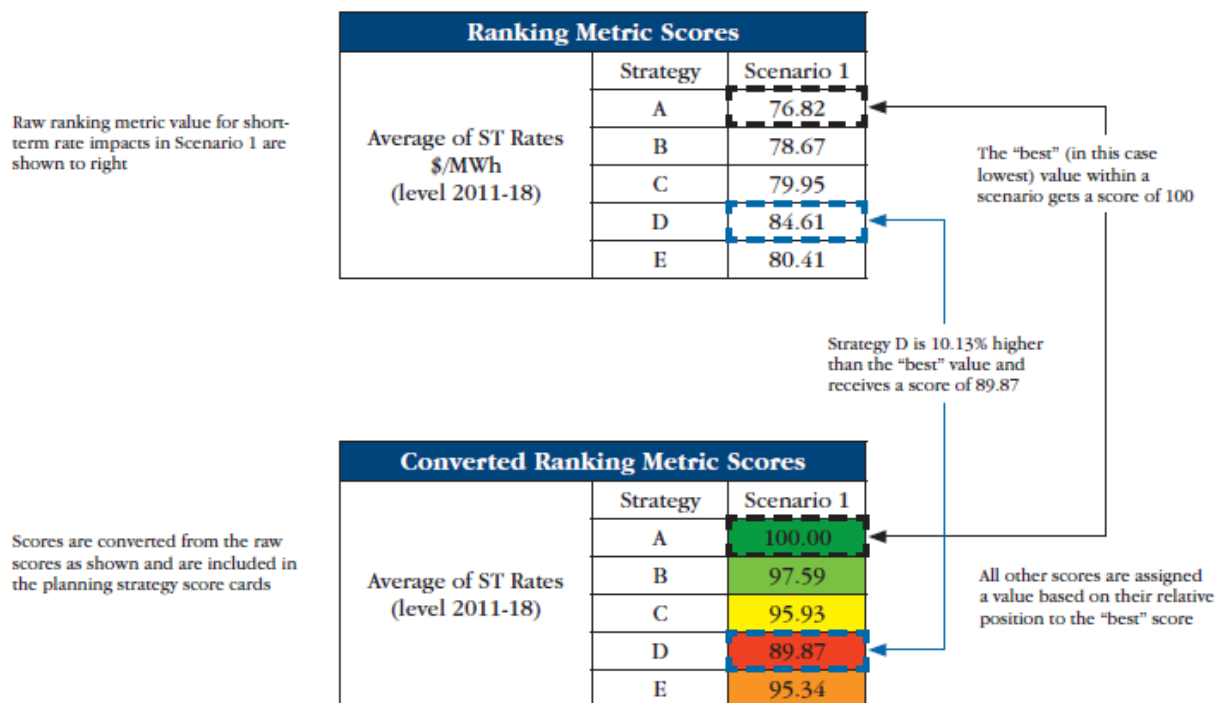 Ranking Metric Scores
Strategy Scenario 1
Raw ranking metric value for short-
term rate impacts in Scenario 1 are
shown to right
Average of ST Rates
$/MWh
(level 2011-18)
A 76.82
B 78.67
C 79.95
D 84.61
E 80.41
The “best” (in this case
lowest) value within a
scenario gets a score of 100
Strategy D is 10.13% higher
than the “best” value and
receives a score of 89.87
Converted Ranking Metric Scores
Strategy Scenario 1
Scores are converted from the raw
scores as shown and are included in
the planning strategy score cards
Average of ST Rates
(level 2011-18)
A 100.00
B 97.59
C 95.93
D 89.87
E 95.34
All other scores are assigned
a value based on their relative
position to the “best” score